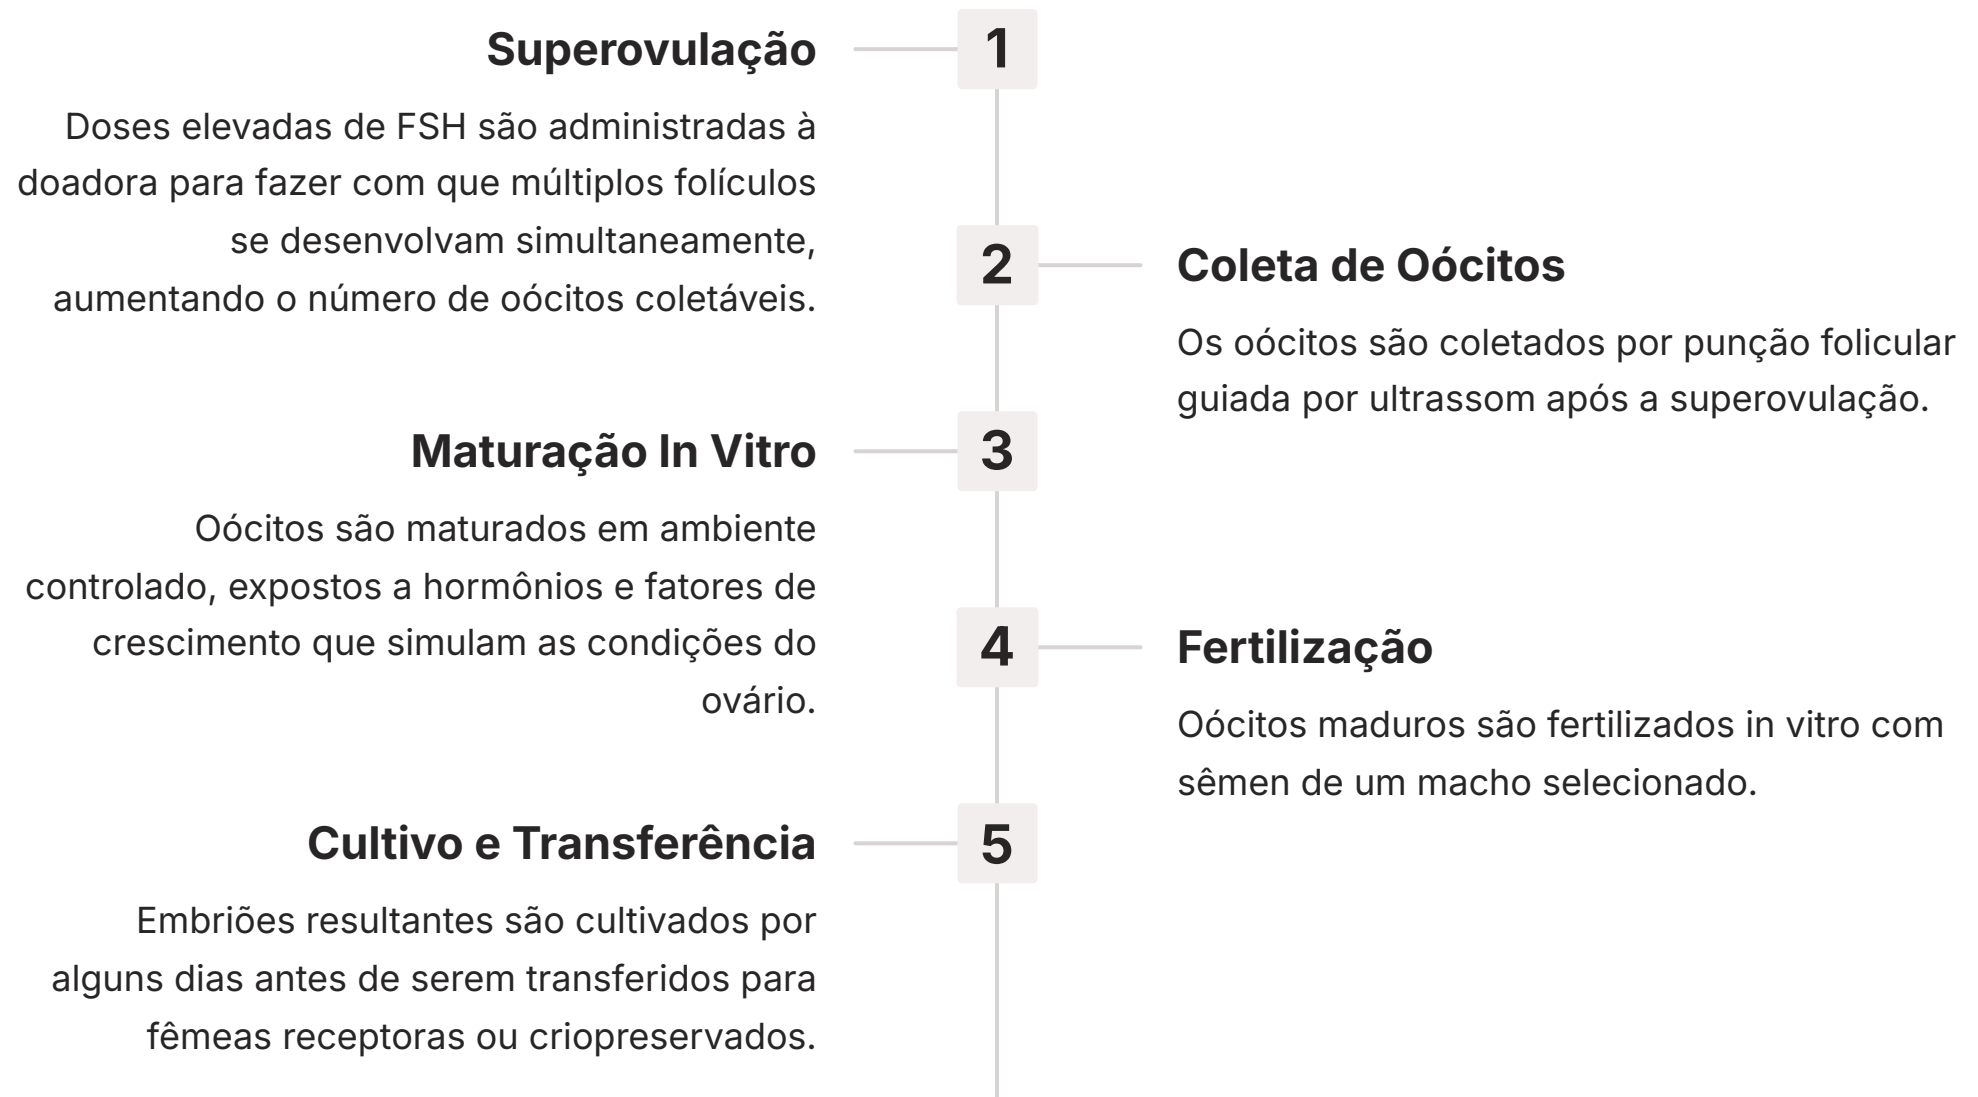 1
Superovulação
Doses elevadas de FSH são administradas à
doadora para fazer com que múltiplos folículos
se desenvolvam simultaneamente,
aumentando o número de oócitos coletáveis.
2
Coleta de Oócitos
Os oócitos são coletados por punção folicular
guiada por ultrassom após a superovulação.
3
Maturação In Vitro
Oócitos são maturados em ambiente
controlado, expostos a hormônios e fatores de
crescimento que simulam as condições do
ovário.
4
Fertilização
Oócitos maduros são fertilizados in vitro com
sêmen de um macho selecionado.
5
Cultivo e Transferência
Embriões resultantes são cultivados por
alguns dias antes de serem transferidos para
fêmeas receptoras ou criopreservados.